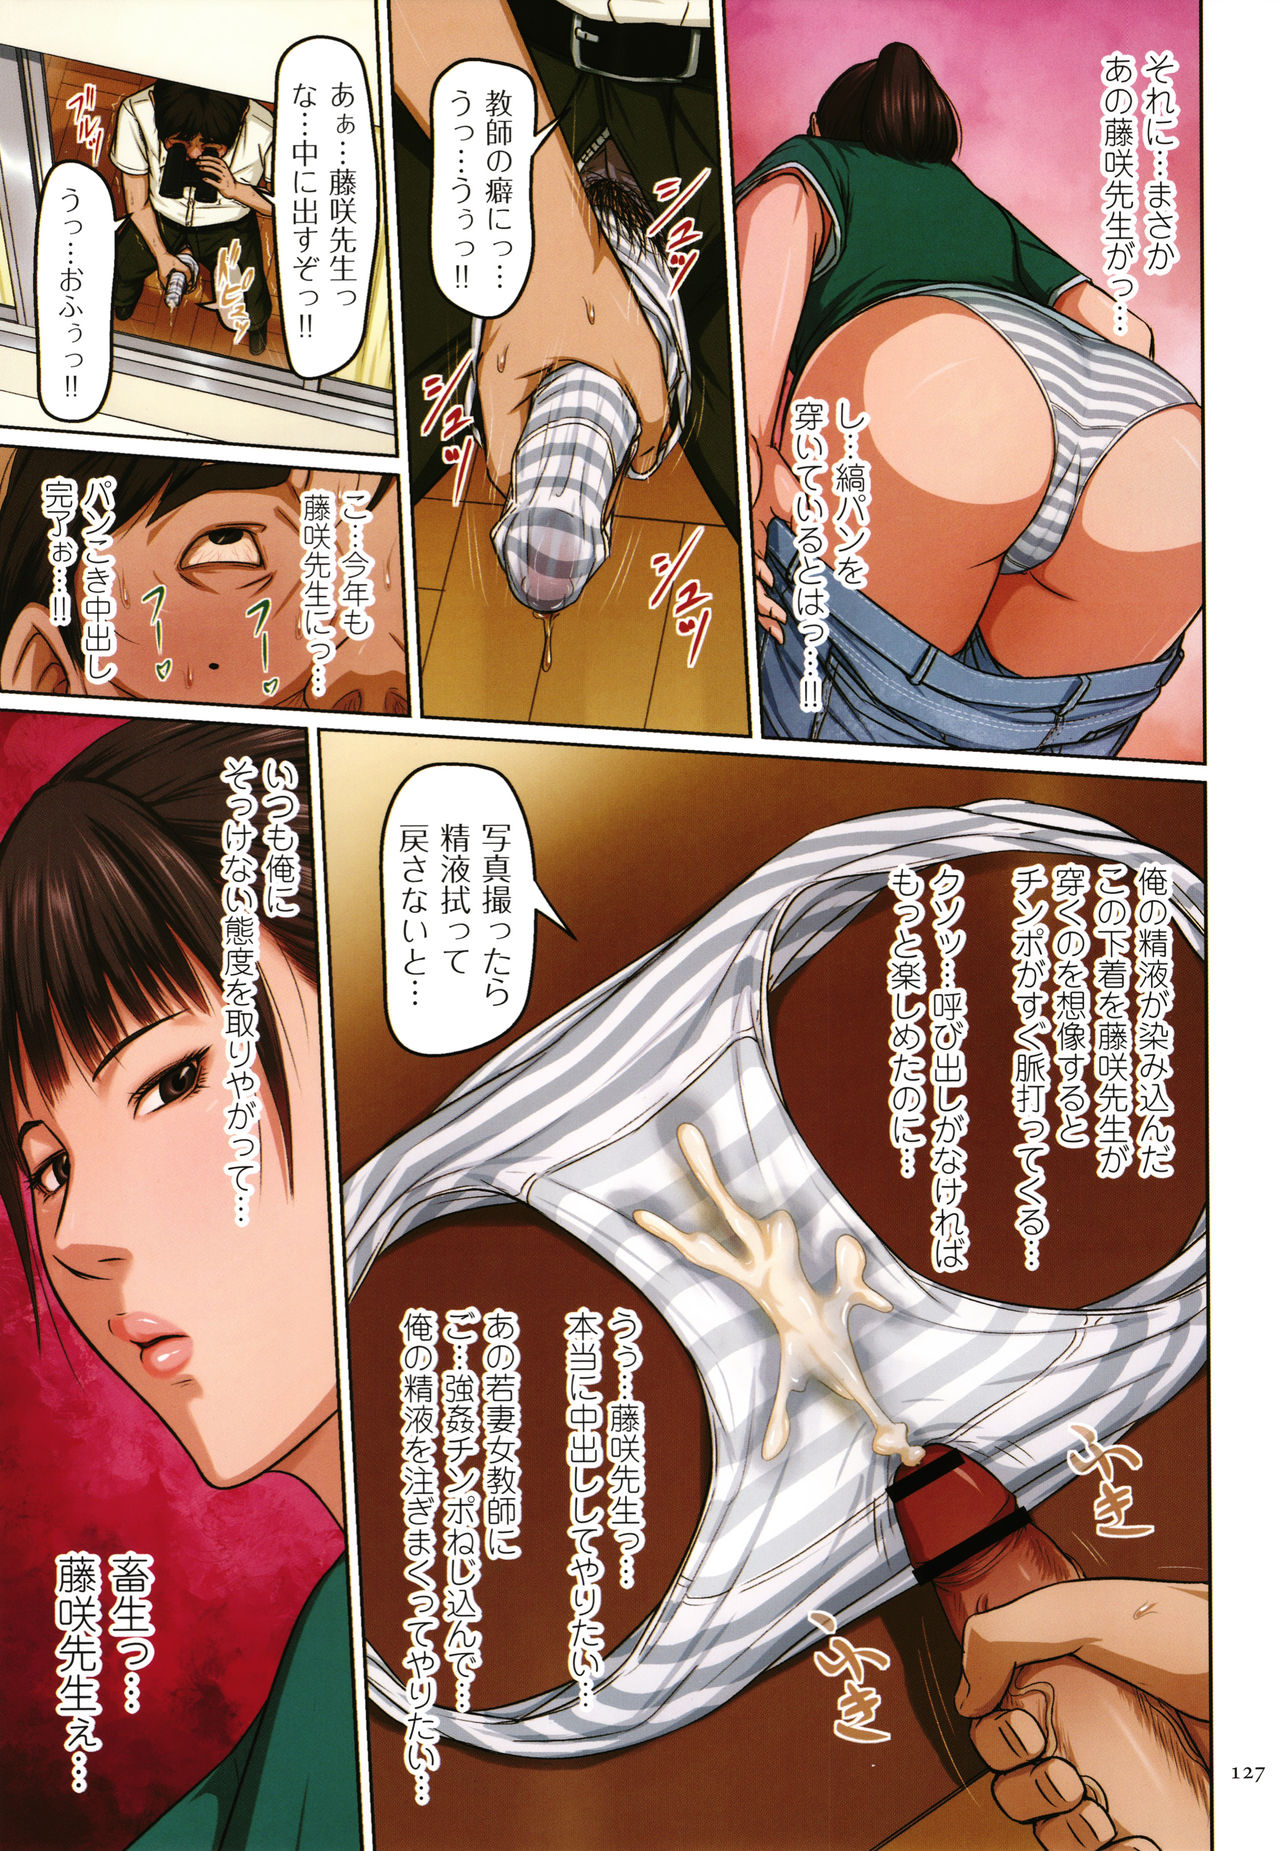 それに…まさか
あの藤咲先生がっ…
し…縞パンを
穿いているとはっ…!!
教師の癖にっ…
うっ…うぅっ!!
シュッ
シュッ
シュッ
あぁ…藤咲先生っ
な…中に出すぞっ!!
うっ…おふぅっ!!
ブルッ
ブルッ
こ…今年も
藤咲先生にっ…
パンこき中出し
完了ぉ…!!
フー
フー
俺の精液が染み込んだ
この下着を藤咲先生が
穿くのを想像すると
チンポがすぐ脈打ってくる…
クソッ…呼び出しがなければ
もっと楽しめたのに…
写真撮ったら
精液拭って
戻さないと…
うぅ…藤咲先生っ…
本当に中出ししてやりたい…
あの若妻女教師に
ご…強姦チンポねじ込んで…
俺の精液を注ぎまくってやりたい…
ふき
ふき
いつも俺に
そっけない態度を取りやがって…
畜生っ…
藤咲先生ぇ…
127